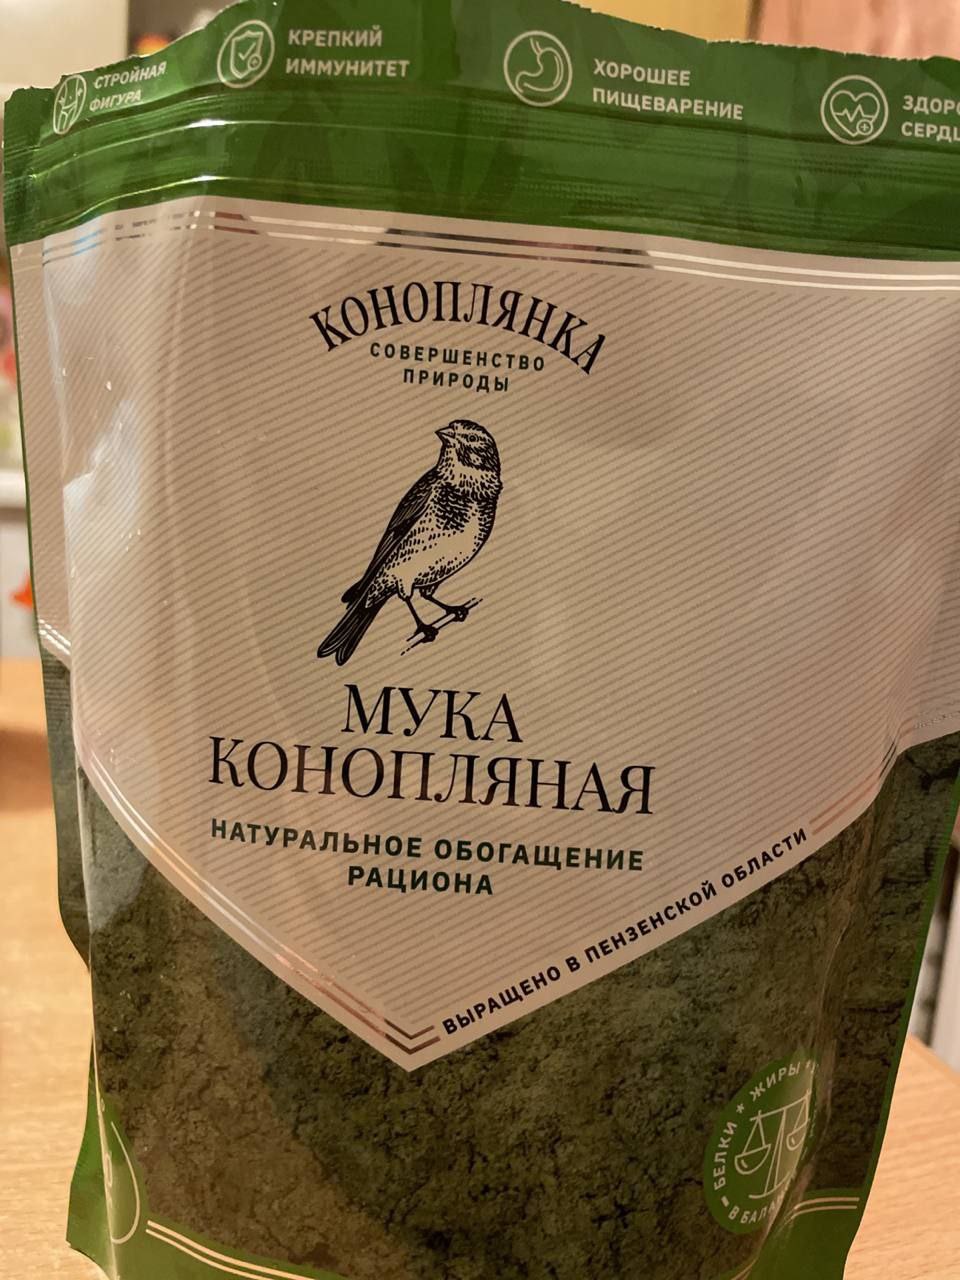 СТРОЙНАЯ
ФИГУРА
КРЕПКИЙ
ИММУНИТЕТ
ХОРОШЕЕ
ПИЩЕВАРЕНИЕ
КОНОПЛЯНКА
СОВЕРШЕНСТВО
ПРИРОДЫ
МУКА
КОНОПЛЯНАЯ
НАТУРАЛЬНОЕ ОБОГАЩЕНИЕ
РАЦИОНА
ВЫРАЩЕНО В ПЕНЗЕНСКОЙ ОБЛАСТИ
БЕЛКИ * ЖИРЫ *